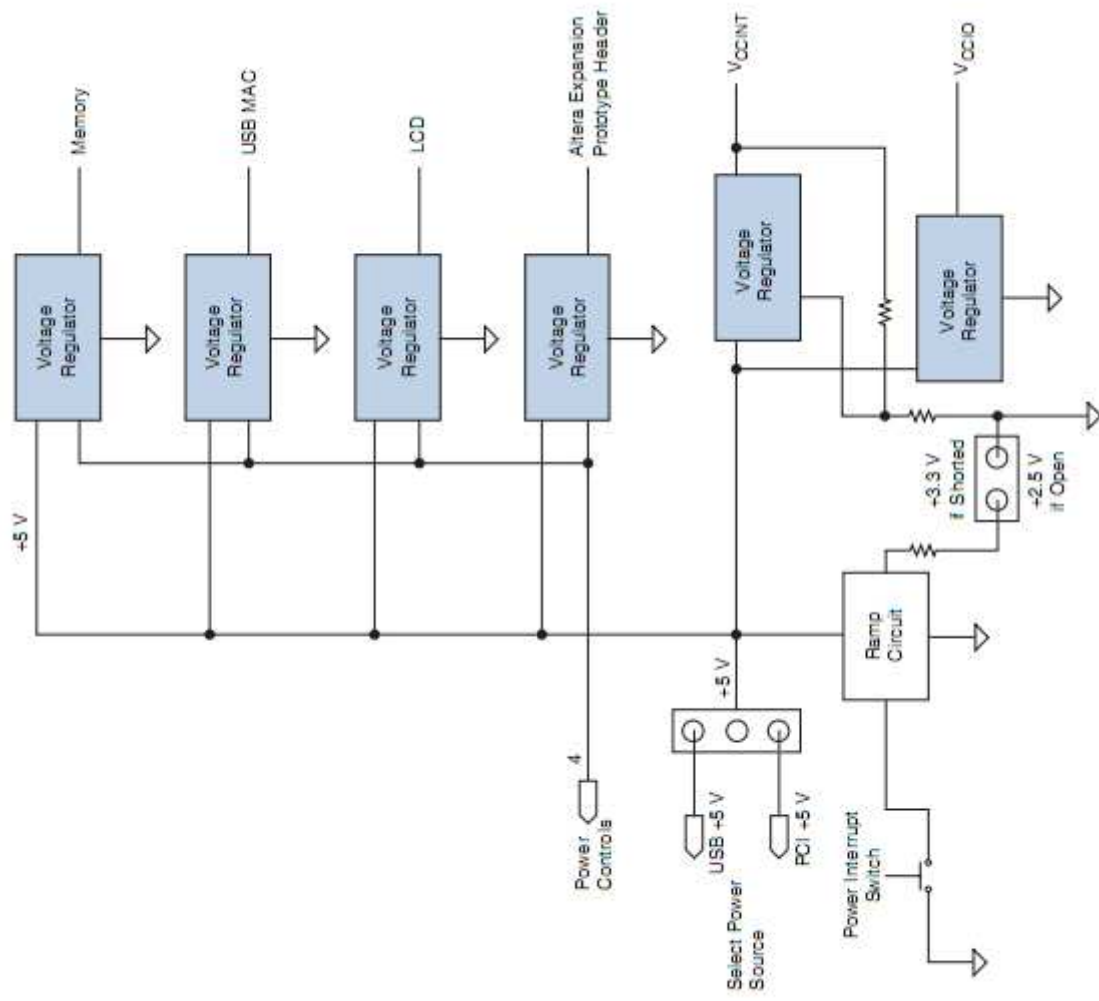 +5 V
Voltage
Regulator
Memory
Voltage
Regulator
USB MAC
Voltage
Regulator
LCD
Voltage
Regulator
Altera Expansion
Prototype Header
Power
Controls
4
Select Power
Source
USB +5 V
PCI +5 V
+5 V
Voltage
Regulator
VCCINT
Voltage
Regulator
VCCIO
Power Interrupt
Switch
Ramp
Circuit
+3.3 V
if Shorted
+2.5 V
if Open